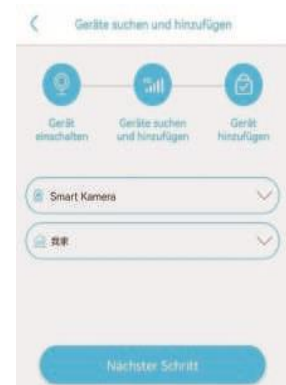 Geräte suchen und hinzufügen
Gerät einschalten
Geräte suchen und hinzufügen
Gerät hinzufügen
Smart Kamera
我家
Nächster Schritt